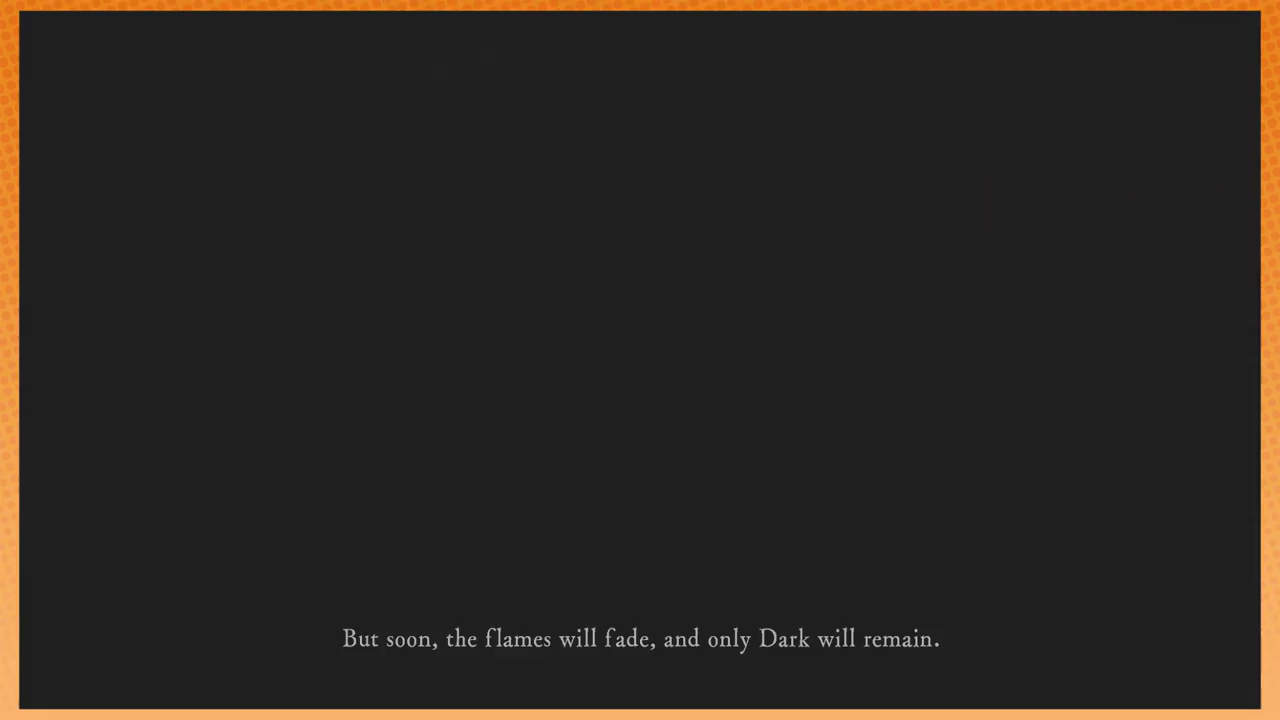 But soon, the flames will fade, and only Dark will remain.